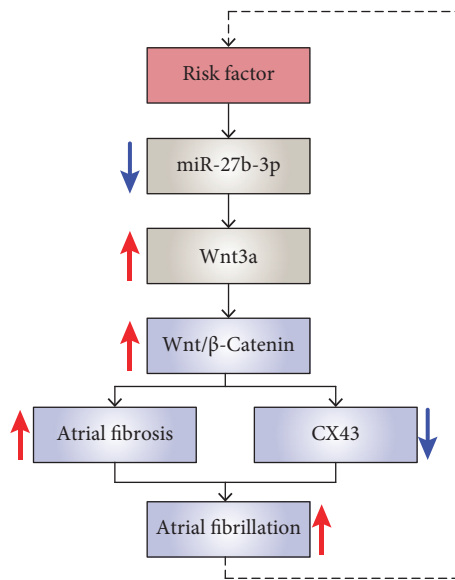 Risk factor
miR-27b-3p
Wnt3a
Wnt/β-Catenin
Atrial fibrosis
CX43
Atrial fibrillation